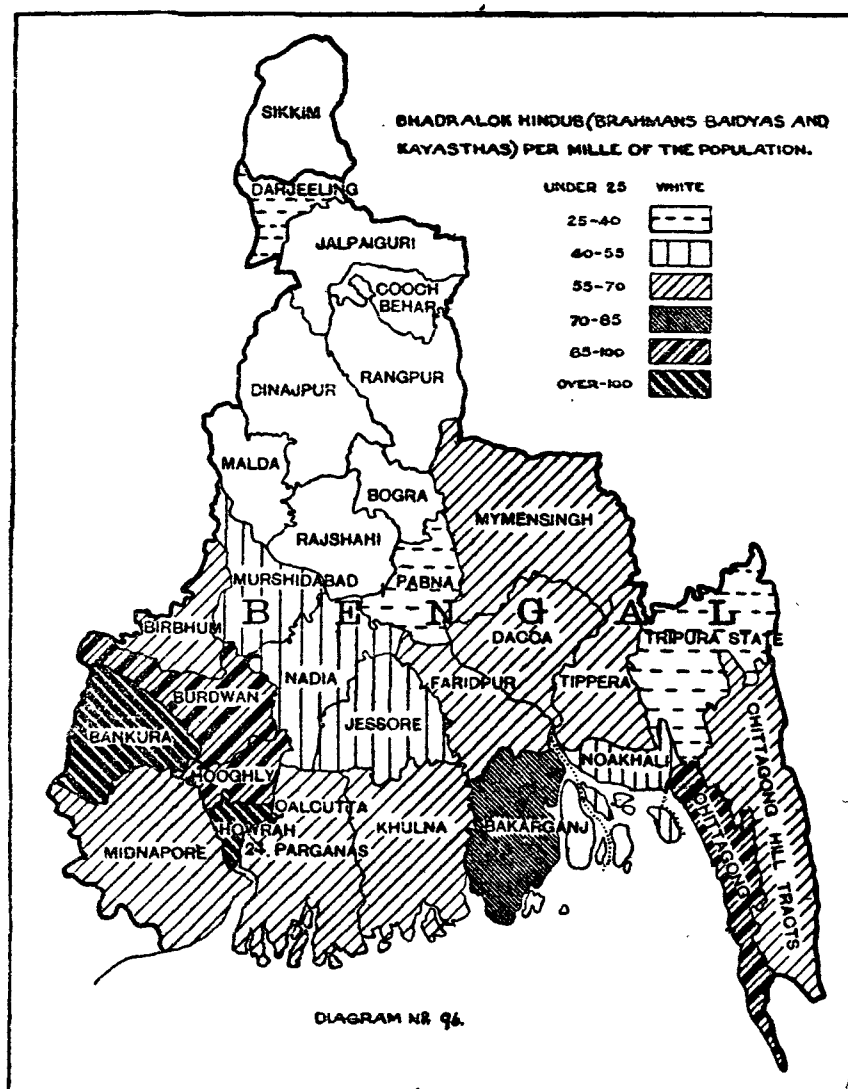 BHADRALOK HINDUS (BRAHMANS BAIDYAS AND
KAYASTHAS) PER MILLE OF THE POPULATION.
UNDER 25 WHITE
25-40
40-55
55-70
70-85
85-100
OVER-100
SIKKIM
DARJEELING
JALPAIGURI
COOCH
BEHAR
DINAJPUR
RANGPUR
MALDA
BOGRA
RAJSHAHI
MYMENSINGH
MURSHIDABAD
PABNA
BENGAL
BIRBHUM
DACCA
TRIPURA STATE
NADIA
FARIDPUR
TIPPERA
BURDWAN
JESSORE
BANKURA
NOAKHALI
HOOGHLY
CALCUTTA
HOWRAH
24 PARGANAS
KHULNA
BAKARGANJ
MIDNAPORE
CHITTAGONG
CHITTAGONG HILL TRACTS
DIAGRAM NR 96.